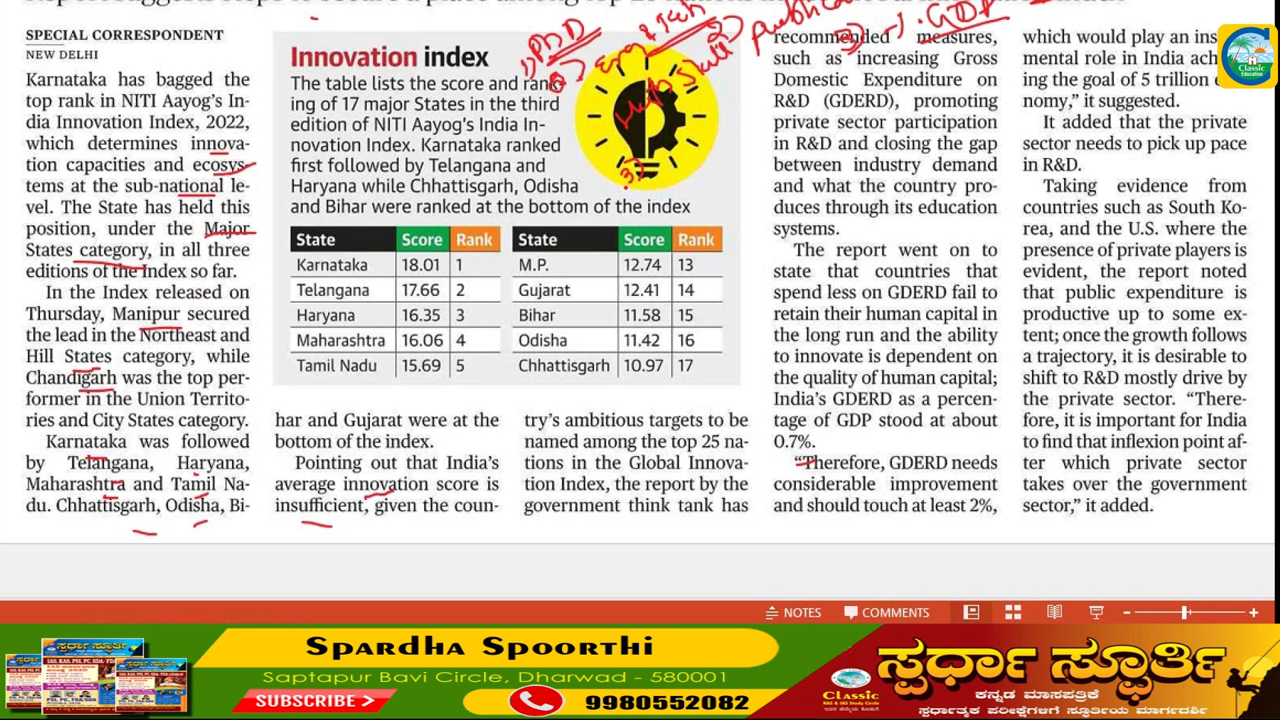 SPECIAL CORRESPONDENT
NEW DELHI
Karnataka has bagged the
top rank in NITI Aayog's In-
dia Innovation Index, 2022,
which determines innova-
tion capacities and ecosys-
tems at the sub-national le-
vel. The State has held this
position, under the Major
States category, in all three
editions of the Index so far.
In the Index released on
Thursday, Manipur secured
the lead in the Northeast and
Hill States category, while
Chandigarh was the top per-
former in the Union Territo-
ries and City States category.
Karnataka was followed
by Telangana, Haryana,
Maharashtra and Tamil Na-
du. Chhattisgarh, Odisha, Bi-
Innovation index
The table lists the score and rank-
ing of 17 major States in the third
edition of NITI Aayog's India In-
novation Index. Karnataka ranked
first followed by Telangana and
Haryana while Chhattisgarh, Odisha
and Bihar were ranked at the bottom of the index
State Score Rank State Score Rank
Karnataka 18.01 1 M.P. 12.74 13
Telangana 17.66 2 Gujarat 12.41 14
Haryana 16.35 3 Bihar 11.58 15
Maharashtra 16.06 4 Odisha 11.42 16
Tamil Nadu 15.69 5 Chhattisgarh 10.97 17
har and Gujarat were at the
bottom of the index.
Pointing out that India's
average innovation score is
insufficient, given the coun-
try's ambitious targets to be
named among the top 25 na-
tions in the Global Innova-
tion Index, the report by the
government think tank has
recommended measures,
such as increasing Gross
Domestic Expenditure on
R&D (GDERD), promoting
private sector participation
in R&D and closing the gap
between industry demand
and what the country pro-
duces through its education
systems.
The report went on to
state that countries that
spend less on GDERD fail to
retain their human capital in
the long run and the ability
to innovate is dependent on
the quality of human capital;
India's GDERD as a percen-
tage of GDP stood at about
0.7%.
"Therefore, GDERD needs
considerable improvement
and should touch at least 2%,
which would play an
mental role in India
ing the goal of 5 trillion
nomy," it suggested.
It added that the private
sector needs to pick up pace
in R&D.
Taking evidence from
countries such as South Ko-
rea, and the U.S. where the
presence of private players is
evident, the report noted
that public expenditure is
productive up to some ex-
tent; once the growth follows
a trajectory, it is desirable to
shift to R&D mostly drive by
the private sector. "There-
fore, it is important for India
to find that inflexion point af-
ter which private sector
takes over the government
sector," it added.
GDP
Classic
Education
NOTES COMMENTS
Spardha Spoorthi
Saptapur Bavi Circle, Dharwad - 580001
SUBSCRIBE 9980552082
ಸ್ಪರ್ಧಾ ಸ್ಫೂರ್ತಿ
Classic
KAS & IAS Study Circle
ಕನ್ನಡ ಮಾಸಪತ್ರಿಕೆ
ಸ್ಪರ್ಧಾತ್ಮಕ ಪರೀಕ್ಷೆಗಳಿಗೆ ಸ್ಫೂರ್ತಿಯ ಮಾರ್ಗದರ್ಶಿ